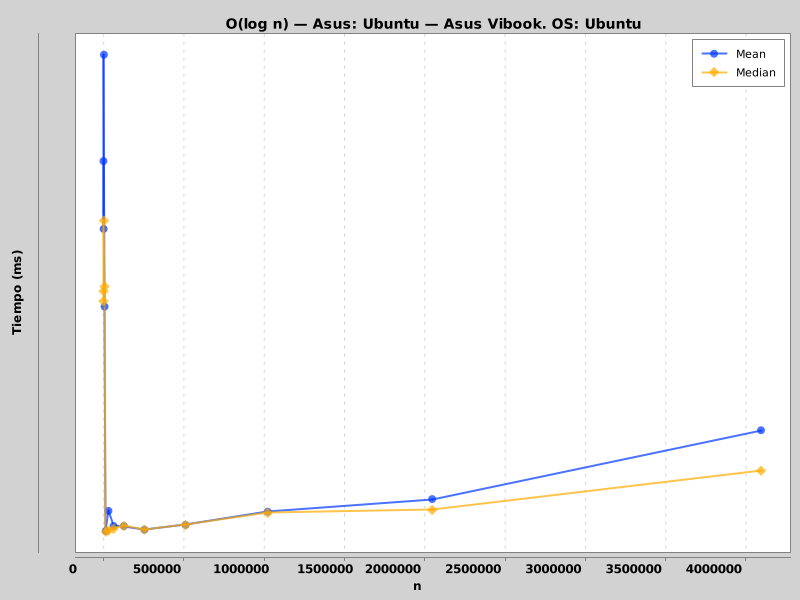 O(log n) — Asus: Ubuntu — Asus Vibook. OS: Ubuntu
Mean
Median
Tiempo (ms)
0 500000 1000000 1500000 2000000 2500000 3000000 3500000 4000000
n